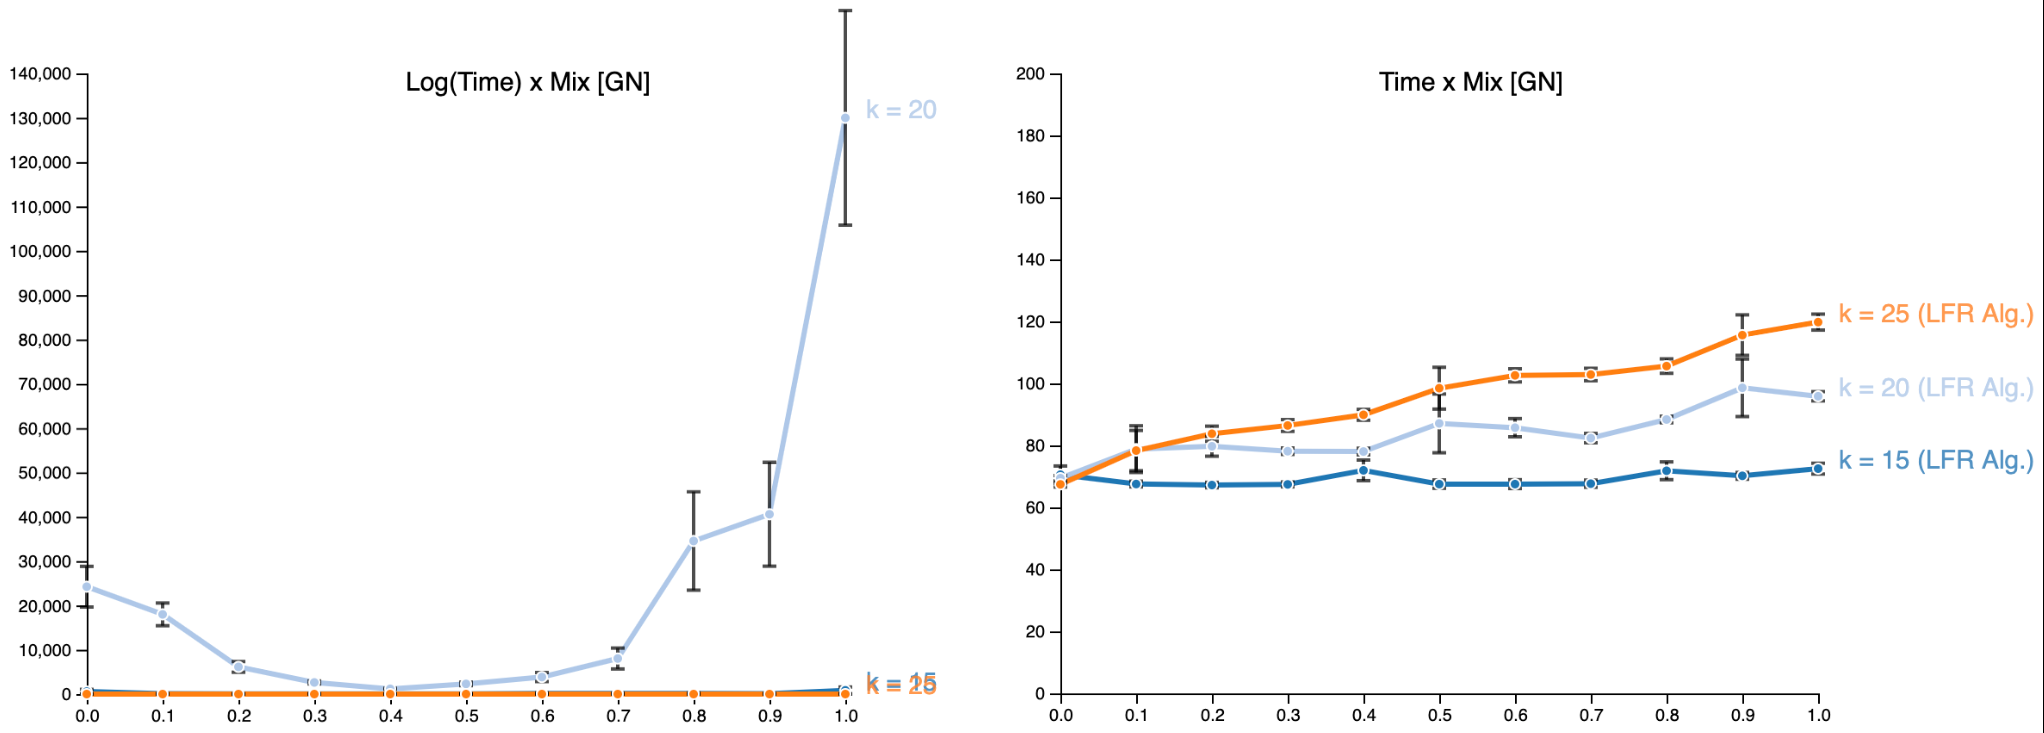 Log(Time) x Mix [GN]
140,000
130,000
120,000
110,000
100,000
90,000
80,000
70,000
60,000
50,000
40,000
30,000
20,000
10,000
0
0.0 0.1 0.2 0.3 0.4 0.5 0.6 0.7 0.8 0.9 1.0
k = 20
k = 15
k = 25
Time x Mix [GN]
200
180
160
140
120
100
80
60
40
20
0
0.0 0.1 0.2 0.3 0.4 0.5 0.6 0.7 0.8 0.9 1.0
k = 25 (LFR Alg.)
k = 20 (LFR Alg.)
k = 15 (LFR Alg.)